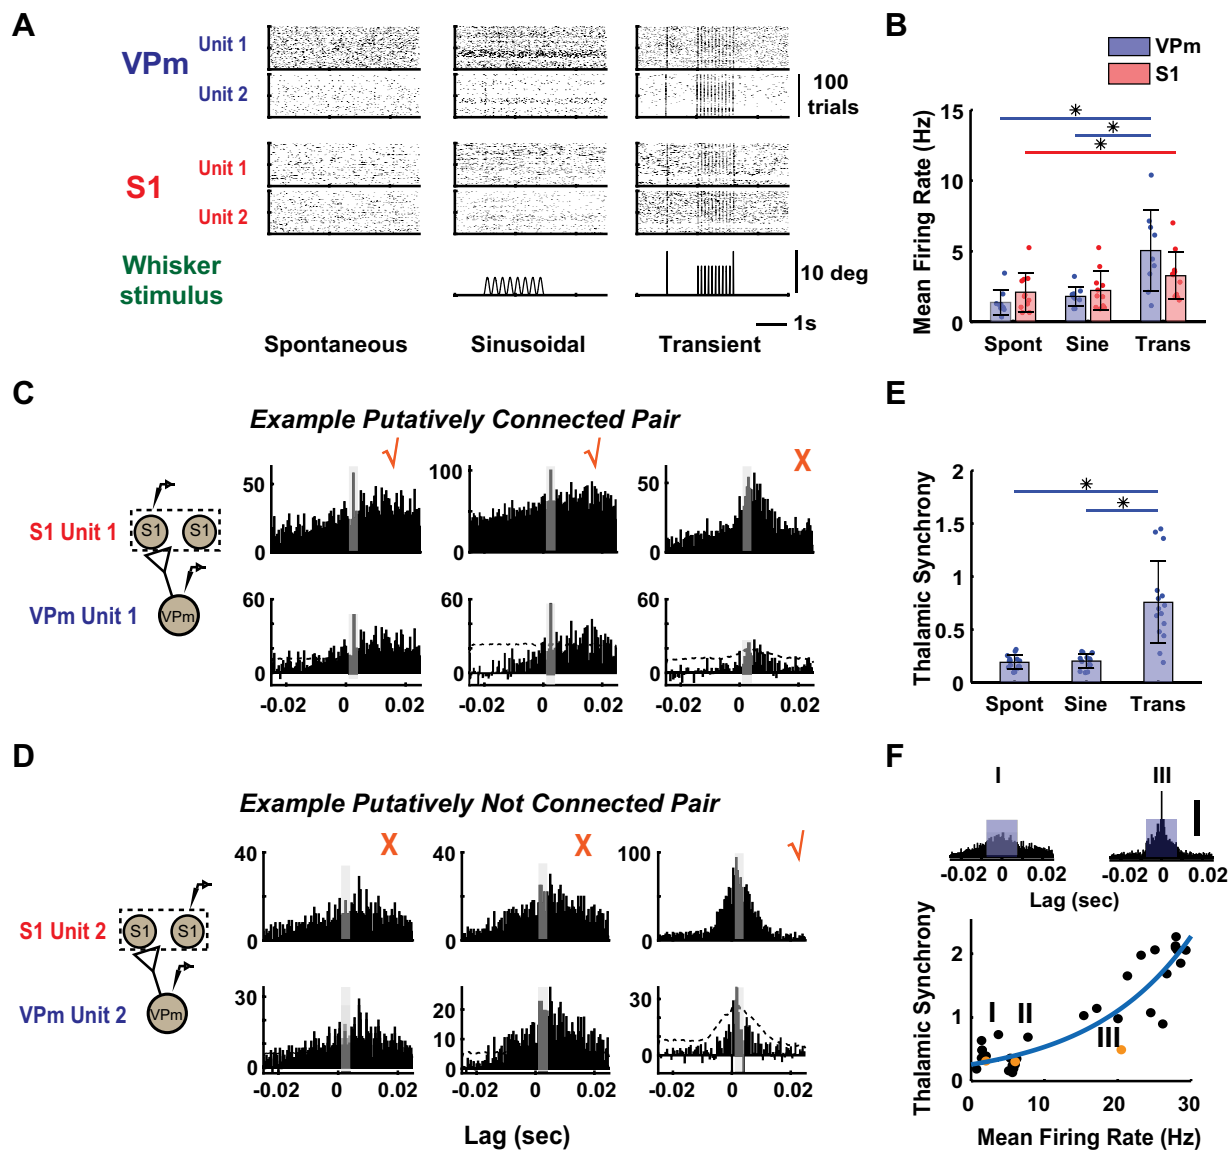 A
VPm
Unit 1
Unit 2
100
trials
S1
Unit 1
Unit 2
Whisker
stimulus
10 deg
1s
Spontaneous
Sinusoidal
Transient
B
VPm
S1
Mean Firing Rate (Hz)
15
10
5
0
*
*
*
Spont
Sine
Trans
C
Example Putatively Connected Pair
√
√
X
S1 Unit 1
S1
S1
VPm Unit 1
VPm
50
0
100
0
50
0
60
0
60
0
60
0
-0.02 0 0.02
-0.02 0 0.02
-0.02 0 0.02
D
Example Putatively Not Connected Pair
X
X
√
S1 Unit 2
S1
S1
VPm Unit 2
VPm
40
0
40
0
100
0
30
0
20
0
30
0
-0.02 0 0.02
-0.02 0 0.02
-0.02 0 0.02
Lag (sec)
E
Thalamic Synchrony
2
1.5
1
0.5
0
*
*
Spont
Sine
Trans
F
I
III
-0.02 0 0.02
-0.02 0 0.02
Lag (sec)
Thalamic Synchrony
2
1
0
I
II
III
0 10 20 30
Mean Firing Rate (Hz)